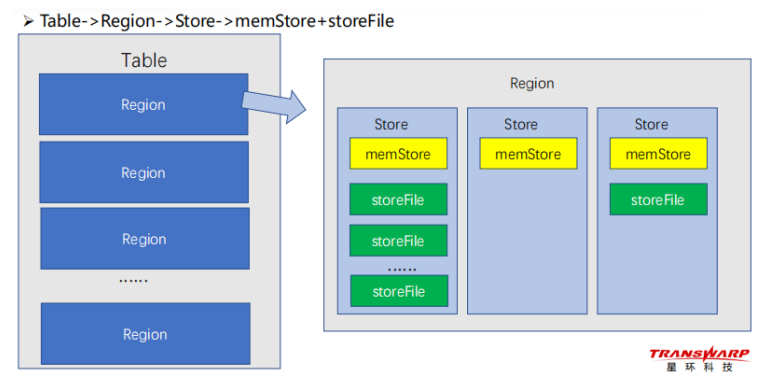 ➢ Table->Region->Store->memStore+storeFile
Table
Region
Region
Region
……
Region
Region
Store
memStore
storeFile
storeFile
……
storeFile
Store
memStore
Store
memStore
storeFile
TRANSWARP
星环科技